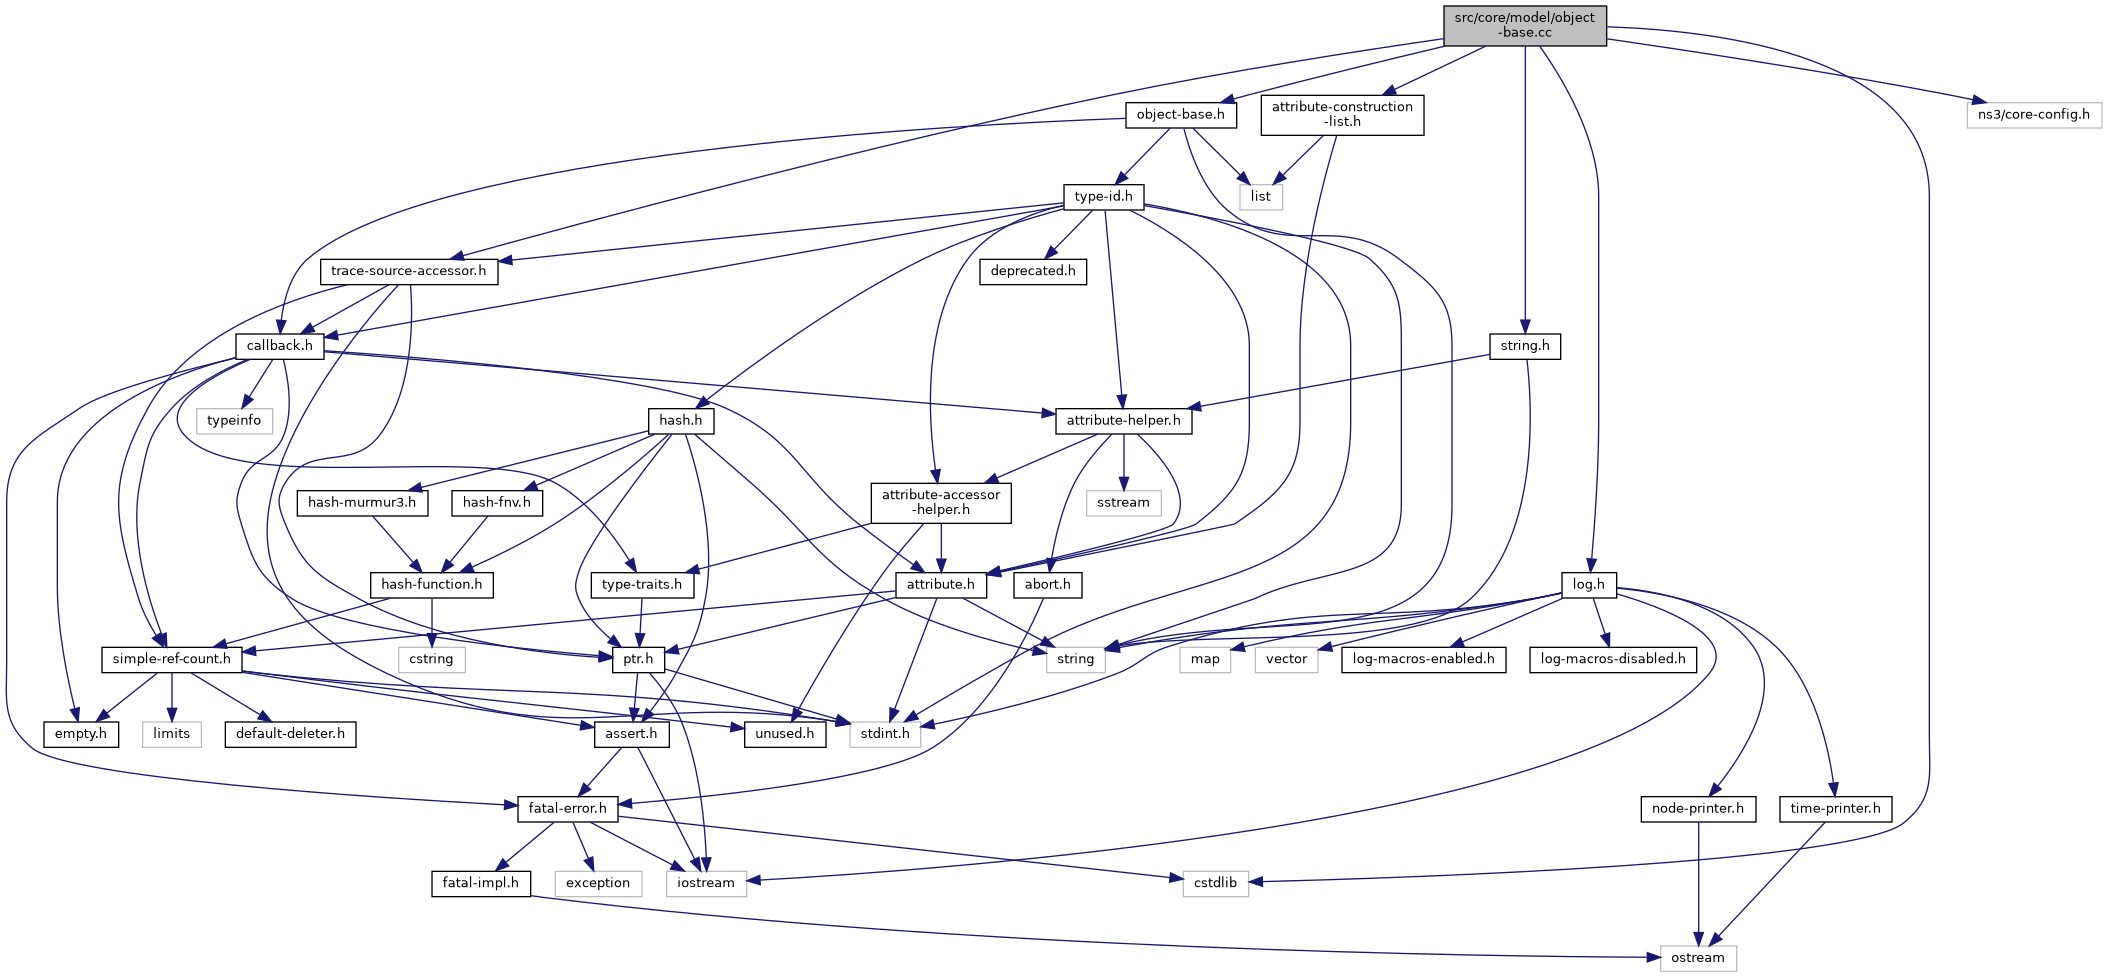 src/core/model/object
-base.cc
object-base.h
attribute-construction
-list.h
ns3/core-config.h
type-id.h
list
trace-source-accessor.h
deprecated.h
callback.h
string.h
typeinfo
hash.h
attribute-helper.h
hash-murmur3.h
hash-fnv.h
attribute-accessor
-helper.h
sstream
hash-function.h
type-traits.h
attribute.h
abort.h
log.h
simple-ref-count.h
cstring
ptr.h
string
map
vector
log-macros-enabled.h
log-macros-disabled.h
empty.h
limits
default-deleter.h
assert.h
unused.h
stdint.h
fatal-error.h
node-printer.h
time-printer.h
fatal-impl.h
exception
iostream
cstdlib
ostream